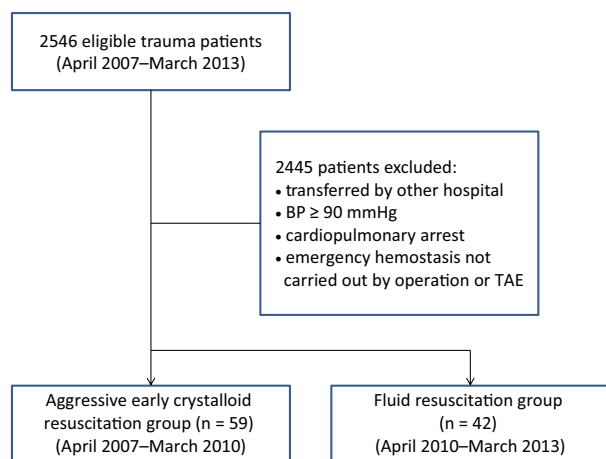 2546 eligible trauma patients
(April 2007–March 2013)
2445 patients excluded:
• transferred by other hospital
• BP ≥ 90 mmHg
• cardiopulmonary arrest
• emergency hemostasis not
carried out by operation or TAE
Aggressive early crystalloid
resuscitation group (n = 59)
(April 2007–March 2010)
Fluid resuscitation group
(n = 42)
(April 2010–March 2013)